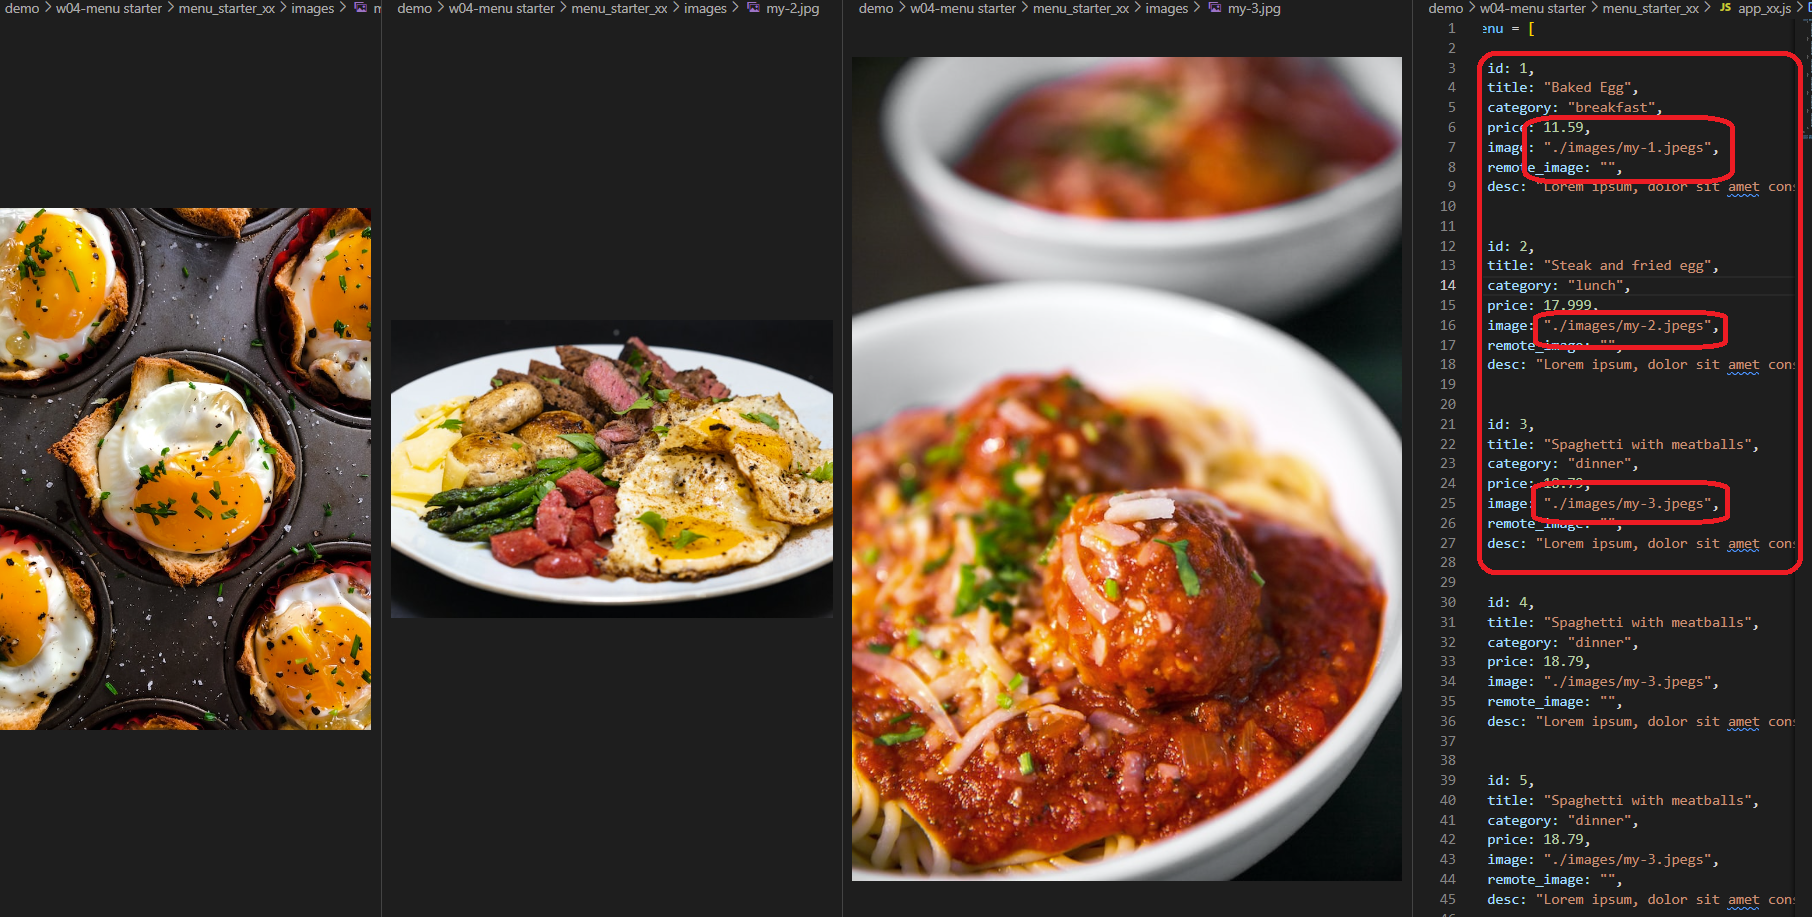 demo > w04-menu starter > menu_starter_xx > images >
demo > w04-menu starter > menu_starter_xx > images > my-2.jpg
demo > w04-menu starter > menu_starter_xx > images > my-3.jpg
demo > w04-menu starter > menu_starter_xx > JS app_xx.js >
1 enu = [
2
3 id: 1,
4 title: "Baked Egg",
5 category: "breakfast",
6 price: 11.59,
7 image: "./images/my-1.jpegs",
8 remote_image: "",
9 desc: "Lorem ipsum, dolor sit amet cons
10
11
12 id: 2,
13 title: "Steak and fried egg",
14 category: "lunch",
15 price: 17.999,
16 image: "./images/my-2.jpegs",
17 remote_image: "",
18 desc: "Lorem ipsum, dolor sit amet cons
19
20
21 id: 3,
22 title: "Spaghetti with meatballs",
23 category: "dinner",
24 price: 18.79,
25 image: "./images/my-3.jpegs",
26 remote_image: "",
27 desc: "Lorem ipsum, dolor sit amet cons
28
29
30 id: 4,
31 title: "Spaghetti with meatballs",
32 category: "dinner",
33 price: 18.79,
34 image: "./images/my-3.jpegs",
35 remote_image: "",
36 desc: "Lorem ipsum, dolor sit amet cons
37
38
39 id: 5,
40 title: "Spaghetti with meatballs",
41 category: "dinner",
42 price: 18.79,
43 image: "./images/my-3.jpegs",
44 remote_image: "",
45 desc: "Lorem ipsum, dolor sit amet cons